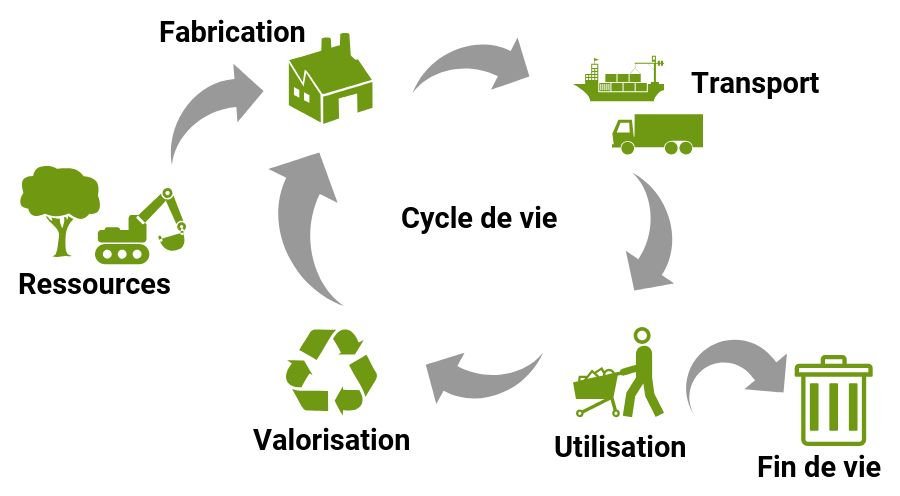 Fabrication
Transport
Cycle de vie
Ressources
Valorisation
Utilisation
Fin de vie